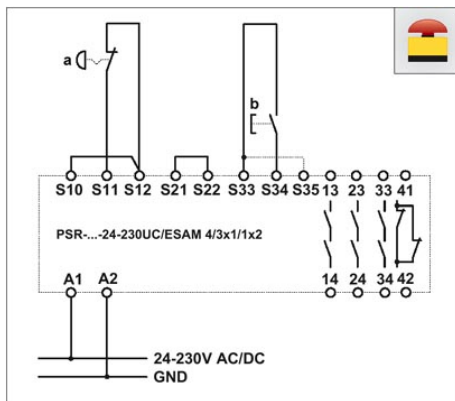 a
b
S10 S11 S12 S21 S22 S33 S34 S35 13 23 33 41
PSR-...-24-230UC/ESAM 4/3x1/1x2
14 24 34 42
A1 A2
24-230V AC/DC
GND